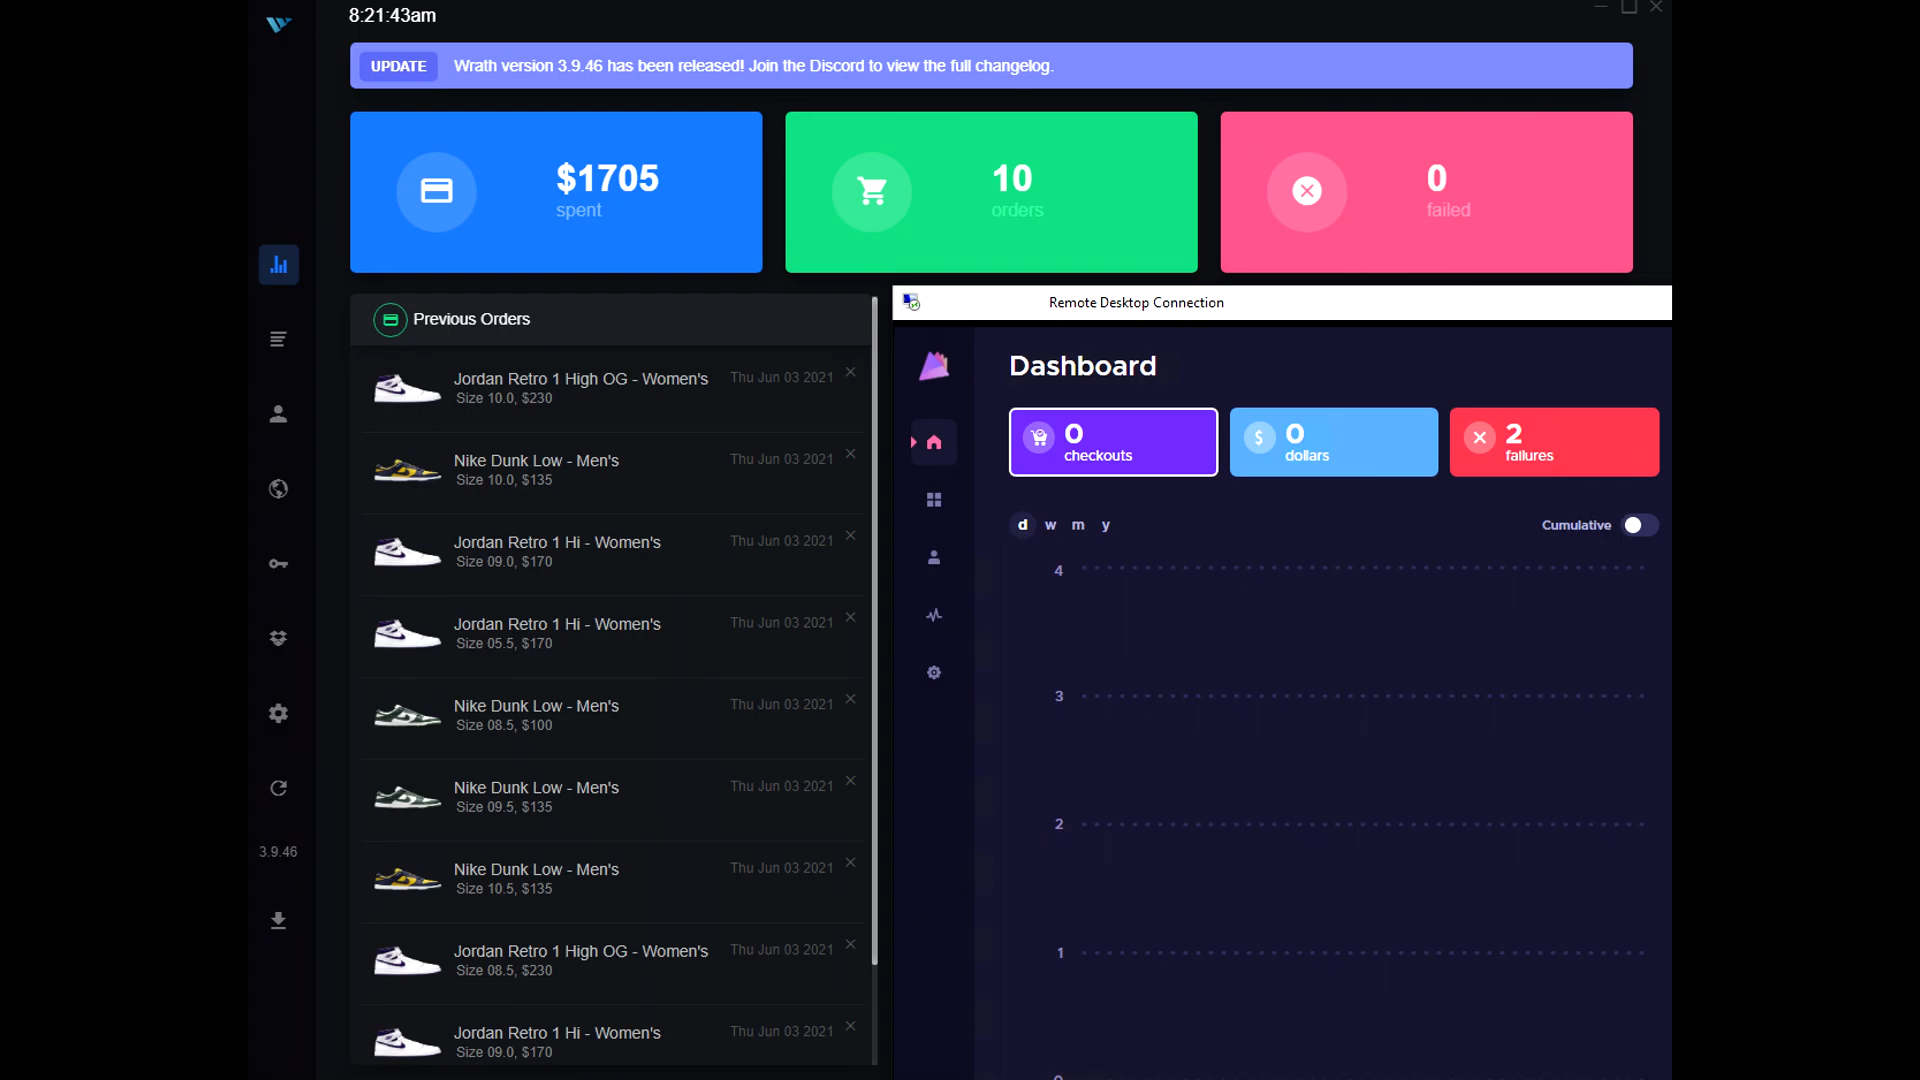 8:21:43am
UPDATE Wrath version 3.9.46 has been released! Join the Discord to view the full changelog.
$1705
spent
10
orders
0
failed
Previous Orders
Jordan Retro 1 High OG - Women's Thu Jun 03 2021
Size 10.0, $230
Nike Dunk Low - Men's Thu Jun 03 2021
Size 10.0, $135
Jordan Retro 1 Hi - Women's Thu Jun 03 2021
Size 09.0, $170
Jordan Retro 1 Hi - Women's Thu Jun 03 2021
Size 05.5, $170
Nike Dunk Low - Men's Thu Jun 03 2021
Size 08.5, $100
Nike Dunk Low - Men's Thu Jun 03 2021
Size 09.5, $135
Nike Dunk Low - Men's Thu Jun 03 2021
Size 10.5, $135
Jordan Retro 1 High OG - Women's Thu Jun 03 2021
Size 08.5, $230
Jordan Retro 1 Hi - Women's Thu Jun 03 2021
Size 09.0, $170
3.9.46
Remote Desktop Connection
Dashboard
0
checkouts
0
dollars
2
failures
d w m y
Cumulative
4
3
2
1